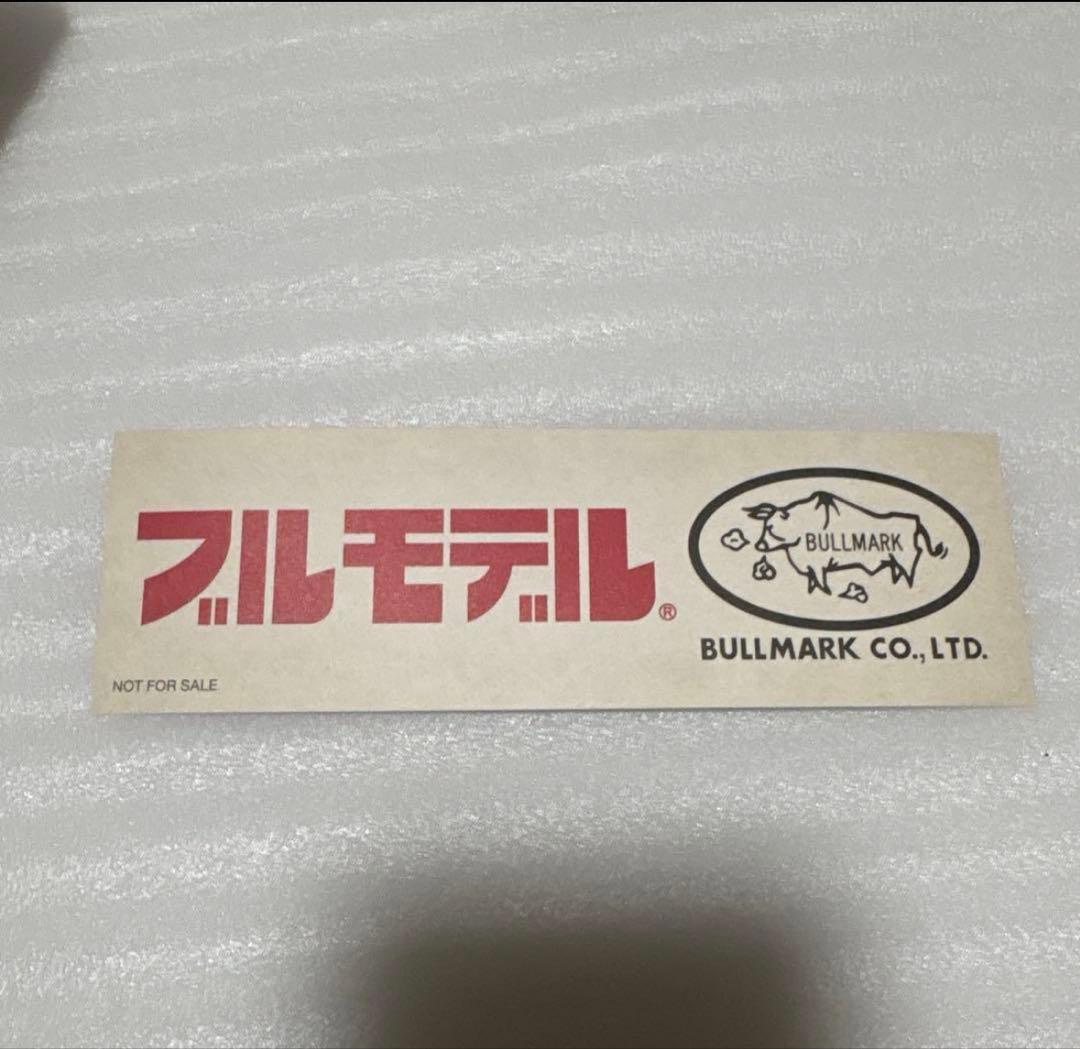 ブルモデル®
BULLMARK
BULLMARK CO., LTD.
NOT FOR SALE